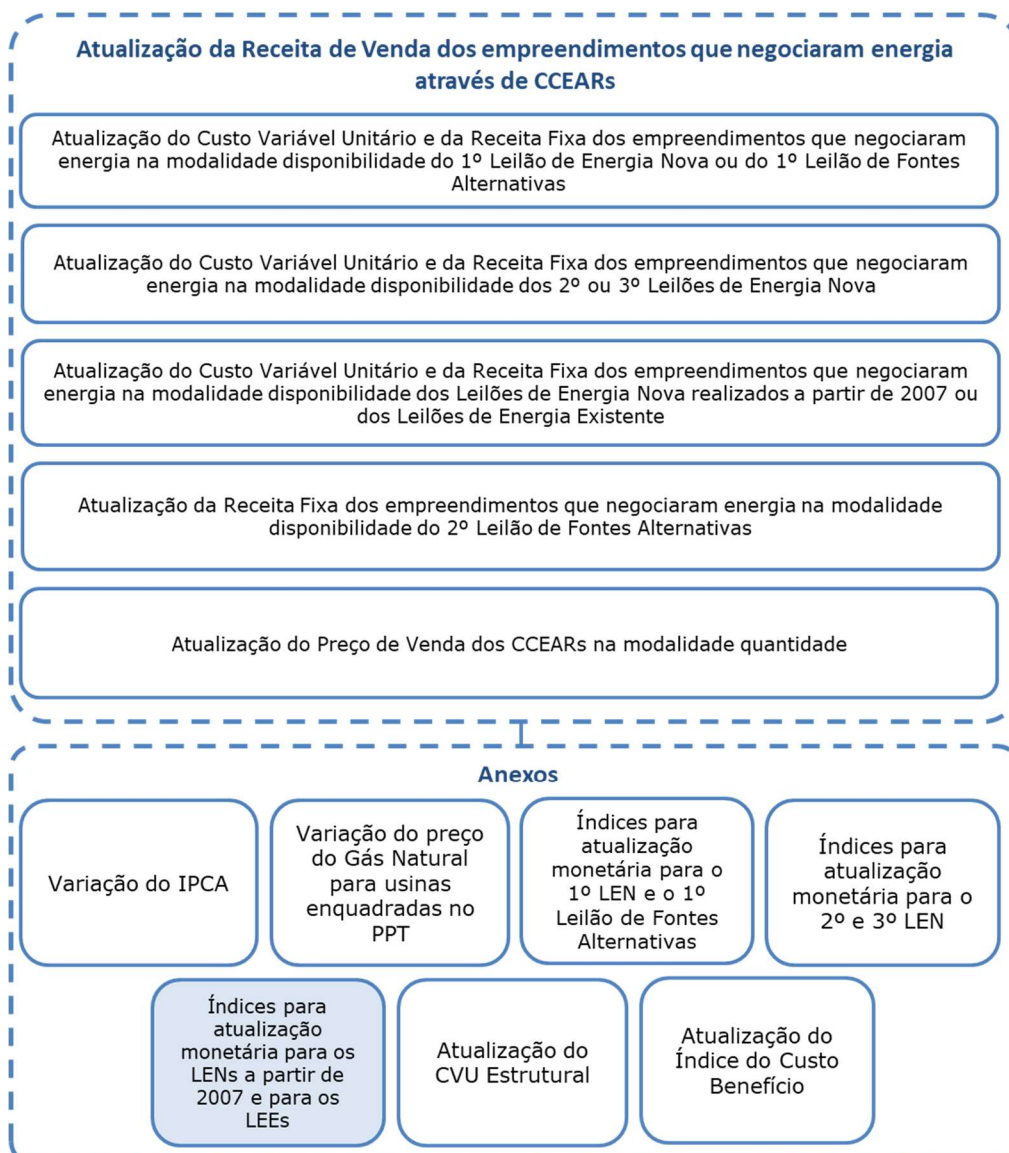 Atualização da Receita de Venda dos empreendimentos que negociaram energia
através de CCEARs
Atualização do Custo Variável Unitário e da Receita Fixa dos empreendimentos que negociaram
energia na modalidade disponibilidade do 1º Leilão de Energia Nova ou do 1º Leilão de Fontes
Alternativas
Atualização do Custo Variável Unitário e da Receita Fixa dos empreendimentos que negociaram
energia na modalidade disponibilidade dos 2º ou 3º Leilões de Energia Nova
Atualização do Custo Variável Unitário e da Receita Fixa dos empreendimentos que negociaram
energia na modalidade disponibilidade dos Leilões de Energia Nova realizados a partir de 2007 ou
dos Leilões de Energia Existente
Atualização da Receita Fixa dos empreendimentos que negociaram energia na modalidade
disponibilidade do 2º Leilão de Fontes Alternativas
Atualização do Preço de Venda dos CCEARs na modalidade quantidade
Anexos
Variação do IPCA
Variação do preço
do Gás Natural
para usinas
enquadradas no
PPT
Índices para
atualização
monetária para o
1º LEN e o 1º
Leilão de Fontes
Alternativas
Índices para
atualização
monetária para o
2º e 3º LEN
Índices para
atualização
monetária para os
LENs a partir de
2007 e para os
LEEs
Atualização do
CVU Estrutural
Atualização do
Índice do Custo
Benefício